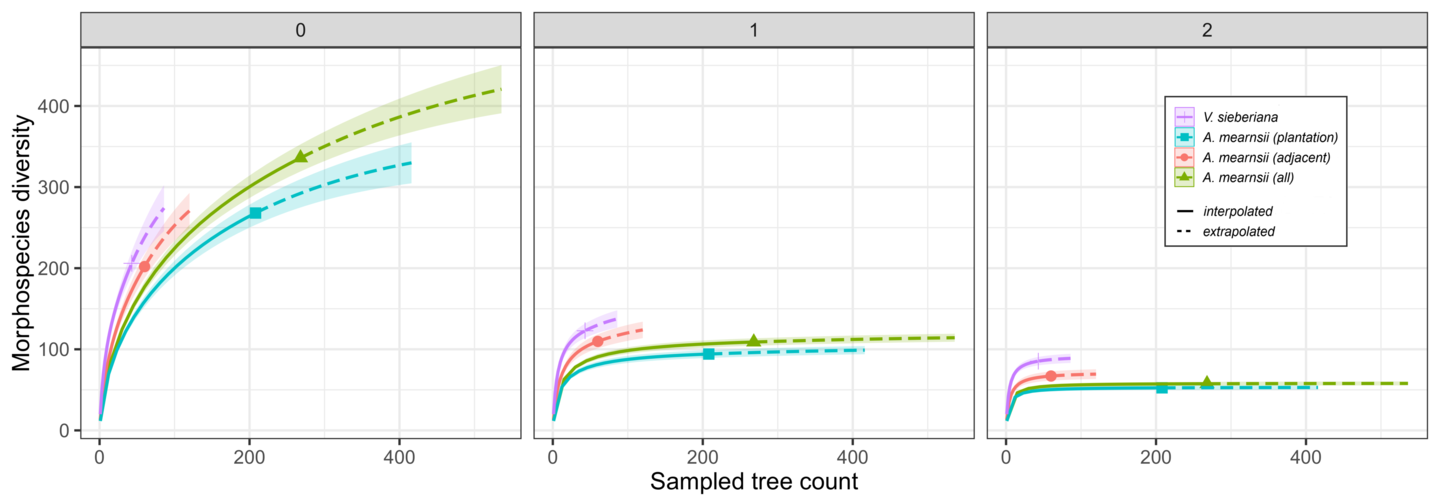 0
1
2
Morphospecies diversity
400
300
200
100
0
V. sieberiana
A. mearnsii (plantation)
A. mearnsii (adjacent)
A. mearnsii (all)
interpolated
extrapolated
0 200 400
0 200 400
0 200 400
Sampled tree count